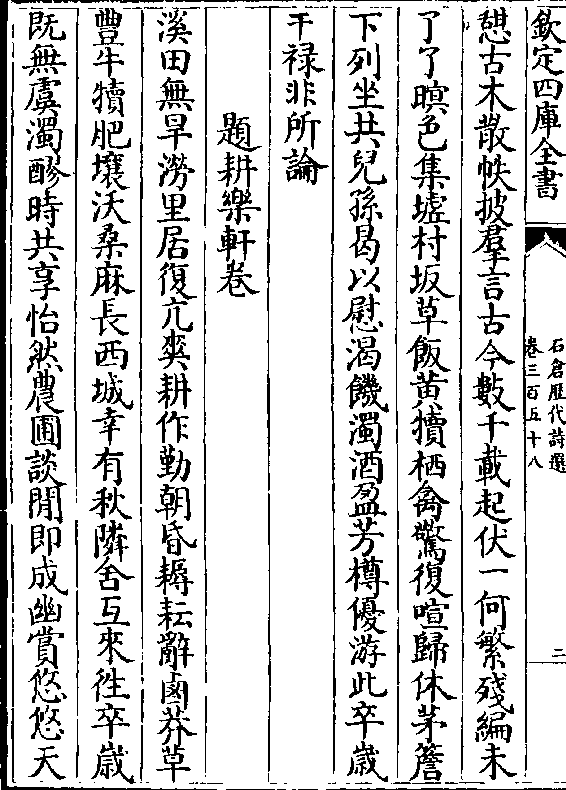 欽定四庫全書
石倉歷代詩選
卷三百五十八
二
憩古木散帙披羣言古今數千載起伏一何繁殘編未
了了暝色集墟村坂草飯黃犢栖禽驚復喧歸休茅簷
下列坐共兒孫曷以慰渴饑濁酒盈芳樽優游此卒歲
干祿非所論
題耕樂軒卷
溪田無旱澇里居復亢爽耕作勤朝昏耨耘辭鹵莽草
豐牛犢肥壤沃桑麻長西城幸有秋隣舍互來徃卒歲
既無虞濁醪時共享怡然農圃談閒即成幽賞悠悠天